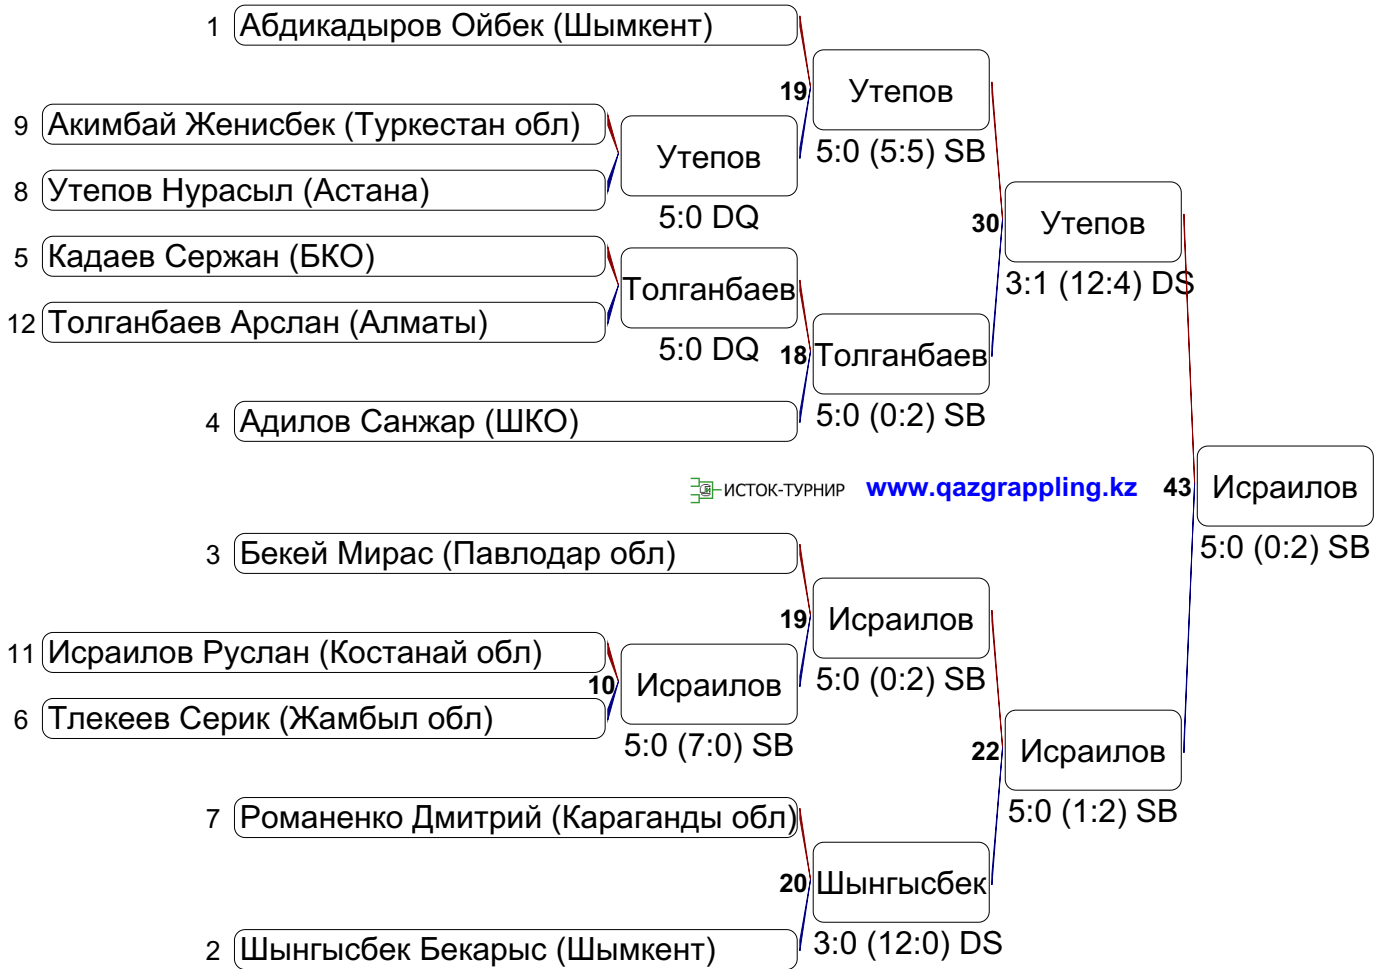 1 Абдикадыров Ойбек (Шымкент)
19 Утепов
9 Акимбай Женисбек (Туркестан обл)
5:0 (5:5) SB
Утепов
8 Утепов Нурасыл (Астана)
5:0 DQ
30 Утепов
5 Кадаев Сержан (БКО)
3:1 (12:4) DS
Толганбаев
12 Толганбаев Арслан (Алматы)
5:0 DQ
18 Толганбаев
4 Адилов Санжар (ШКО)
5:0 (0:2) SB
ИСТОК-ТУРНИР www.qazgrappling.kz 43 Исраилов
5:0 (0:2) SB
3 Бекей Мирас (Павлодар обл)
19 Исраилов
11 Исраилов Руслан (Костанай обл)
5:0 (0:2) SB
10 Исраилов
6 Тлекеев Серик (Жамбыл обл)
5:0 (7:0) SB
22 Исраилов
5:0 (1:2) SB
7 Романенко Дмитрий (Караганды обл)
20 Шынгысбек
3:0 (12:0) DS
2 Шынгысбек Бекарыс (Шымкент)